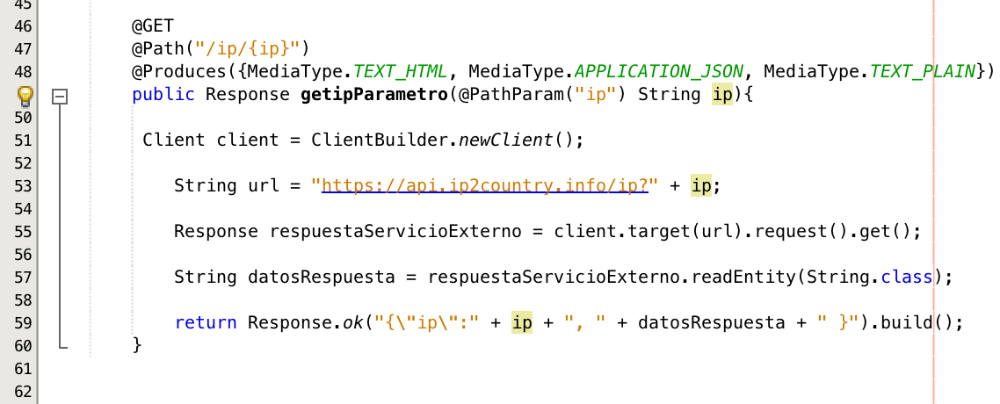 45
46 @GET
47 @Path("/ip/{ip}")
48 @Produces({MediaType.TEXT_HTML, MediaType.APPLICATION_JSON, MediaType.TEXT_PLAIN})
public Response getipParametro(@PathParam("ip") String ip){
50
51 Client client = ClientBuilder.newClient();
52
53 String url = "https://api.ip2country.info/ip?" + ip;
54
55 Response respuestaServicioExterno = client.target(url).request().get();
56
57 String datosRespuesta = respuestaServicioExterno.readEntity(String.class);
58
59 return Response.ok("{\"ip\":" + ip + ", " + datosRespuesta + " }").build();
60 }
61
62